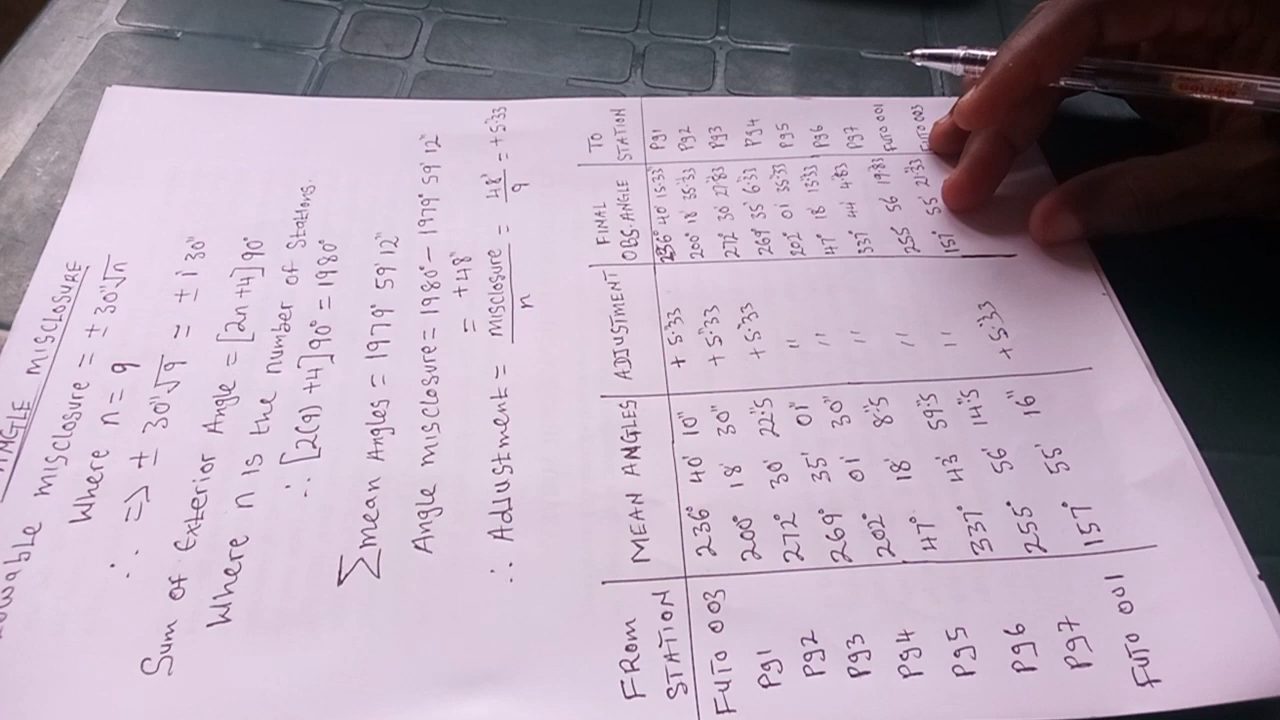 ANGLE MISCLOSURE
owable misclosure = ± 30"√n
Where n = 9
∴ => ± 30"√9 = ± 1' 30"
Sum of Exterior Angle = [2n+4]90°
Where n is the number of Stations.
∴ [2(9) +4]90° = 1980°
∑mean Angles = 1979° 59' 12"
Angle misclosure = 1980° - 1979° 59' 12"
= +48"
∴ Adjustment = misclosure/n = 48"/9 = +5".33
FROM STATION | MEAN ANGLES | ADJUSTMENT | FINAL OBS. ANGLE | TO STATION
FUTO 003 | 236° 40' 10" | + 5".33 | 236° 40' 15".33 | Pg1
Pg1 | 200° 18' 30" | + 5".33 | 200° 18' 35".33 | Pg2
Pg2 | 272° 30' 22".5 | + 5".33 | 272° 30' 27".83 | Pg3
Pg3 | 269° 35' 01" | " | 269° 35' 6".33 | Pg4
Pg4 | 202° 01' 30" | " | 202° 01' 35".33 | Pg5
Pg5 | 47° 18' 8".5 | " | 47° 18' 13".83 | Pg6
Pg6 | 337° 43' 59".5 | " | 337° 44' 4".83 | Pg7
Pg7 | 255° 56' 14".5 | " | 255 56 19".83 | FUTO 001
FUTO 001 | 157° 55' 16" | + 5".33 | 157° 55' 21".33 | FUTO 003